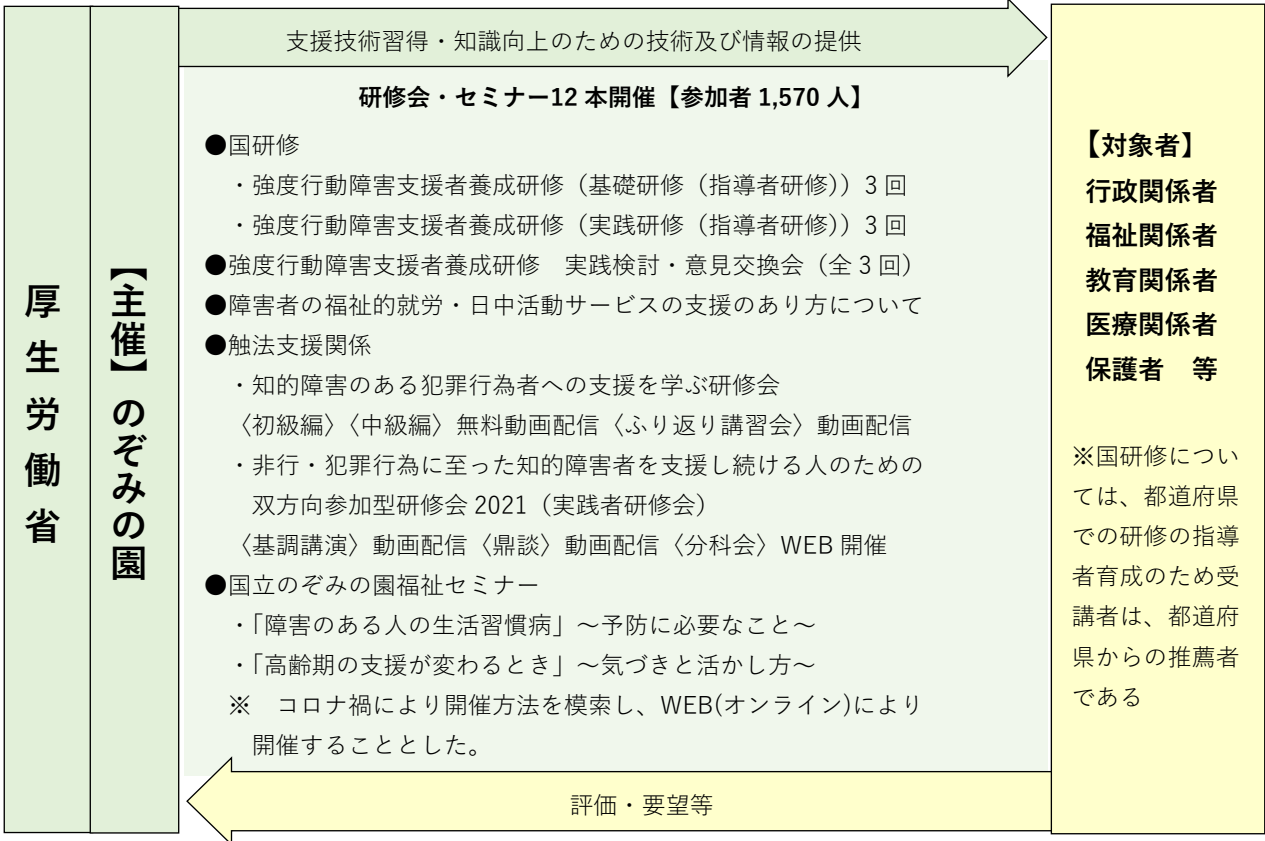 厚生労働省
【主催】のぞみの園
支援技術習得・知識向上のための技術及び情報の提供
研修会・セミナー12 本開催【参加者 1,570 人】
●国研修
・強度行動障害支援者養成研修（基礎研修（指導者研修））3 回
・強度行動障害支援者養成研修（実践研修（指導者研修））3 回
●強度行動障害支援者養成研修　実践検討・意見交換会（全 3 回）
●障害者の福祉的就労・日中活動サービスの支援のあり方について
●触法支援関係
・知的障害のある犯罪行為者への支援を学ぶ研修会
〈初級編〉〈中級編〉無料動画配信〈ふり返り講習会〉動画配信
・非行・犯罪行為に至った知的障害者を支援し続ける人のための
双方向参加型研修会 2021（実践者研修会）
〈基調講演〉動画配信〈鼎談〉動画配信〈分科会〉WEB 開催
●国立のぞみの園福祉セミナー
・「障害のある人の生活習慣病」～予防に必要なこと～
・「高齢期の支援が変わるとき」～気づきと活かし方～
※　コロナ禍により開催方法を模索し、WEB(オンライン)により
開催することとした。
評価・要望等
【対象者】
行政関係者
福祉関係者
教育関係者
医療関係者
保護者　等
※国研修につい
ては、都道府県
での研修の指導
者育成のため受
講者は、都道府
県からの推薦者
である